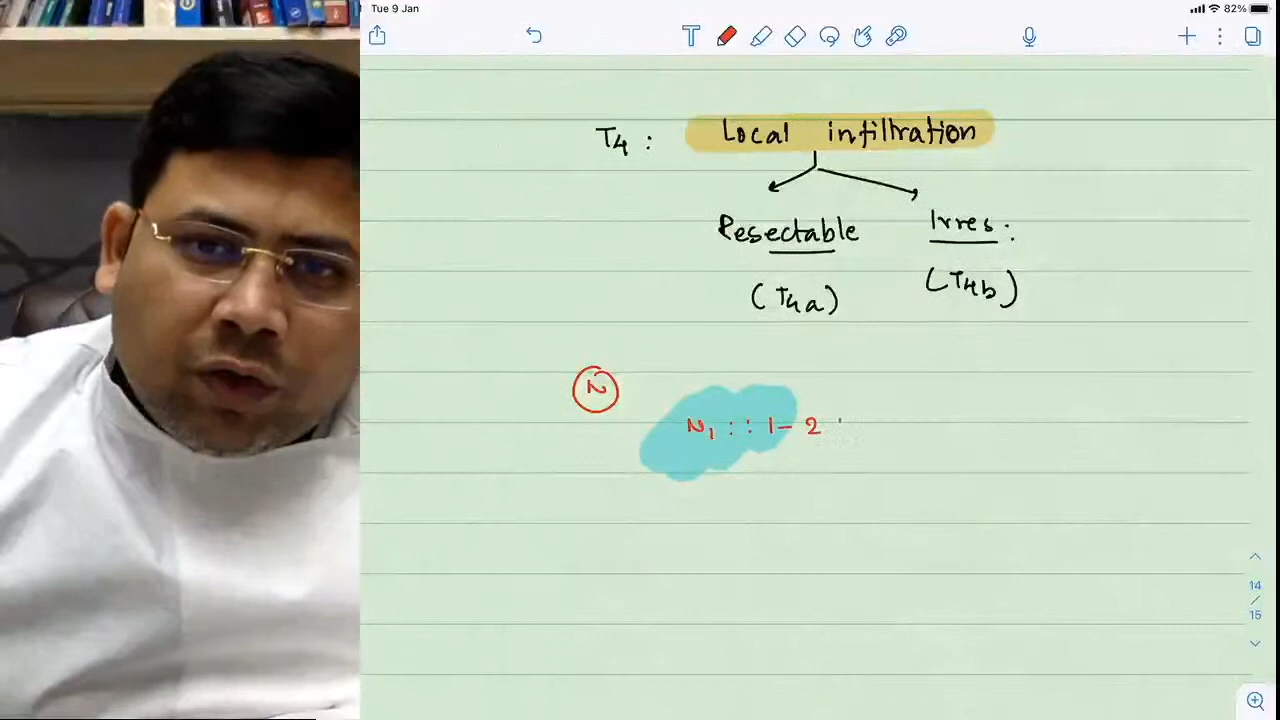 Tue 9 Jan
82%
T
T4 : Local infiltration
Resectable Irres :
(T4a) (T4b)
N
N1 : : 1 - 2
14
/
15